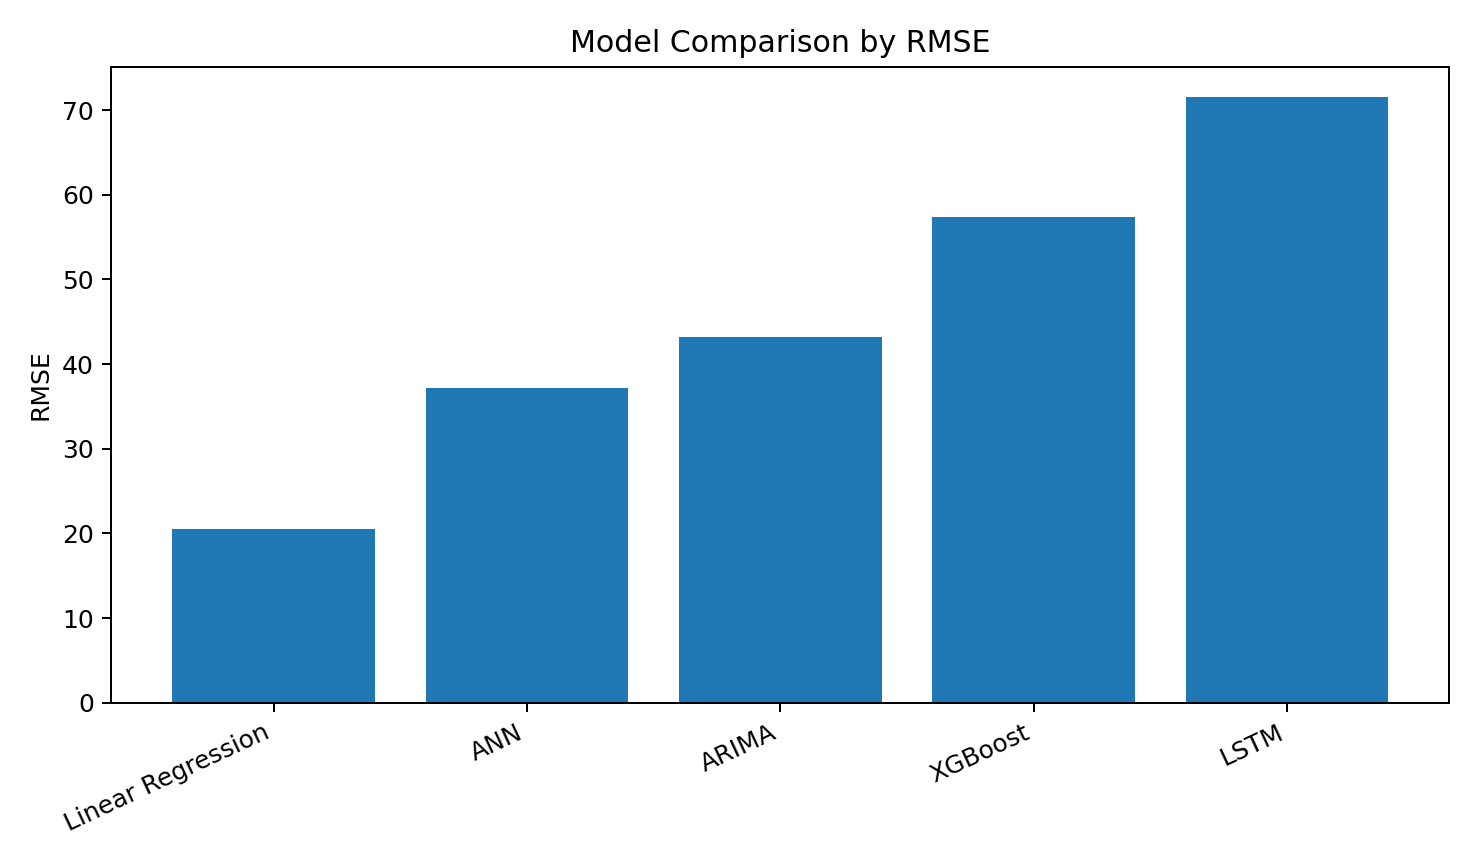 Model Comparison by RMSE
RMSE
70
60
50
40
30
20
10
0
Linear Regression
ANN
ARIMA
XGBoost
LSTM